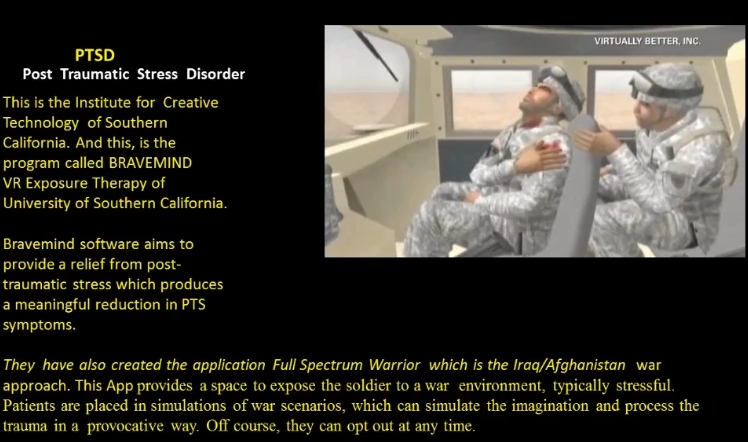 PTSD
Post Traumatic Stress Disorder
VIRTUALLY BETTER, INC.
This is the Institute for Creative
Technology of Southern
California. And this, is the
program called BRAVEMIND
VR Exposure Therapy of
University of Southern California.
Bravemind software aims to
provide a relief from post-
traumatic stress which produces
a meaningful reduction in PTS
symptoms.
They have also created the application Full Spectrum Warrior which is the Iraq/Afghanistan war
approach. This App provides a space to expose the soldier to a war environment, typically stressful.
Patients are placed in simulations of war scenarios, which can simulate the imagination and process the
trauma in a provocative way. Off course, they can opt out at any time.